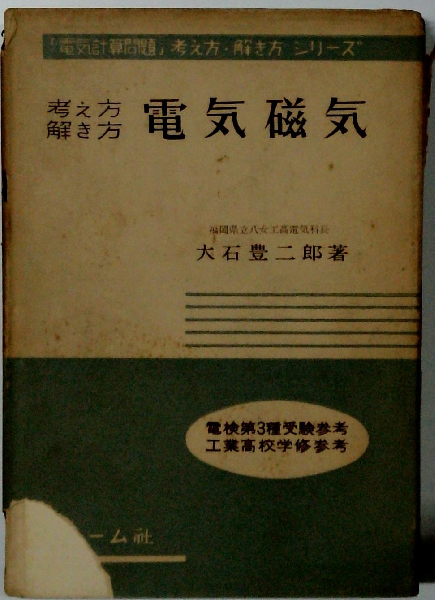 「電気計算問題」考え方・解き方 シリーズ
考え方
解き方
電気磁気
福岡県立八女工高電気科長
大石豊二郎著
電検第3種受験参考
工業高校学修参考
ーム社